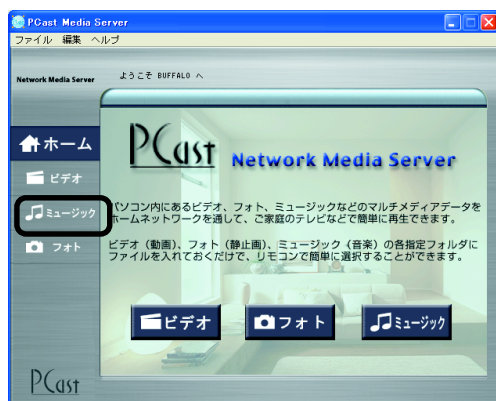 PCast Media Server
ファイル 編集 ヘルプ
Network Media Server
ようこそ BUFFALO へ
ホーム
ビデオ
ミュージック
フォト
PCast
PCast
Network Media Server
パソコン内にあるビデオ、フォト、ミュージックなどのマルチメディアデータを
ホームネットワークを通して、ご家庭のテレビなどで簡単に再生できます。
ビデオ（動画）、フォト（静止画）、ミュージック（音楽）の各指定フォルダに
ファイルを入れておくだけで、リモコンで簡単に選択することができます。
ビデオ
フォト
ミュージック